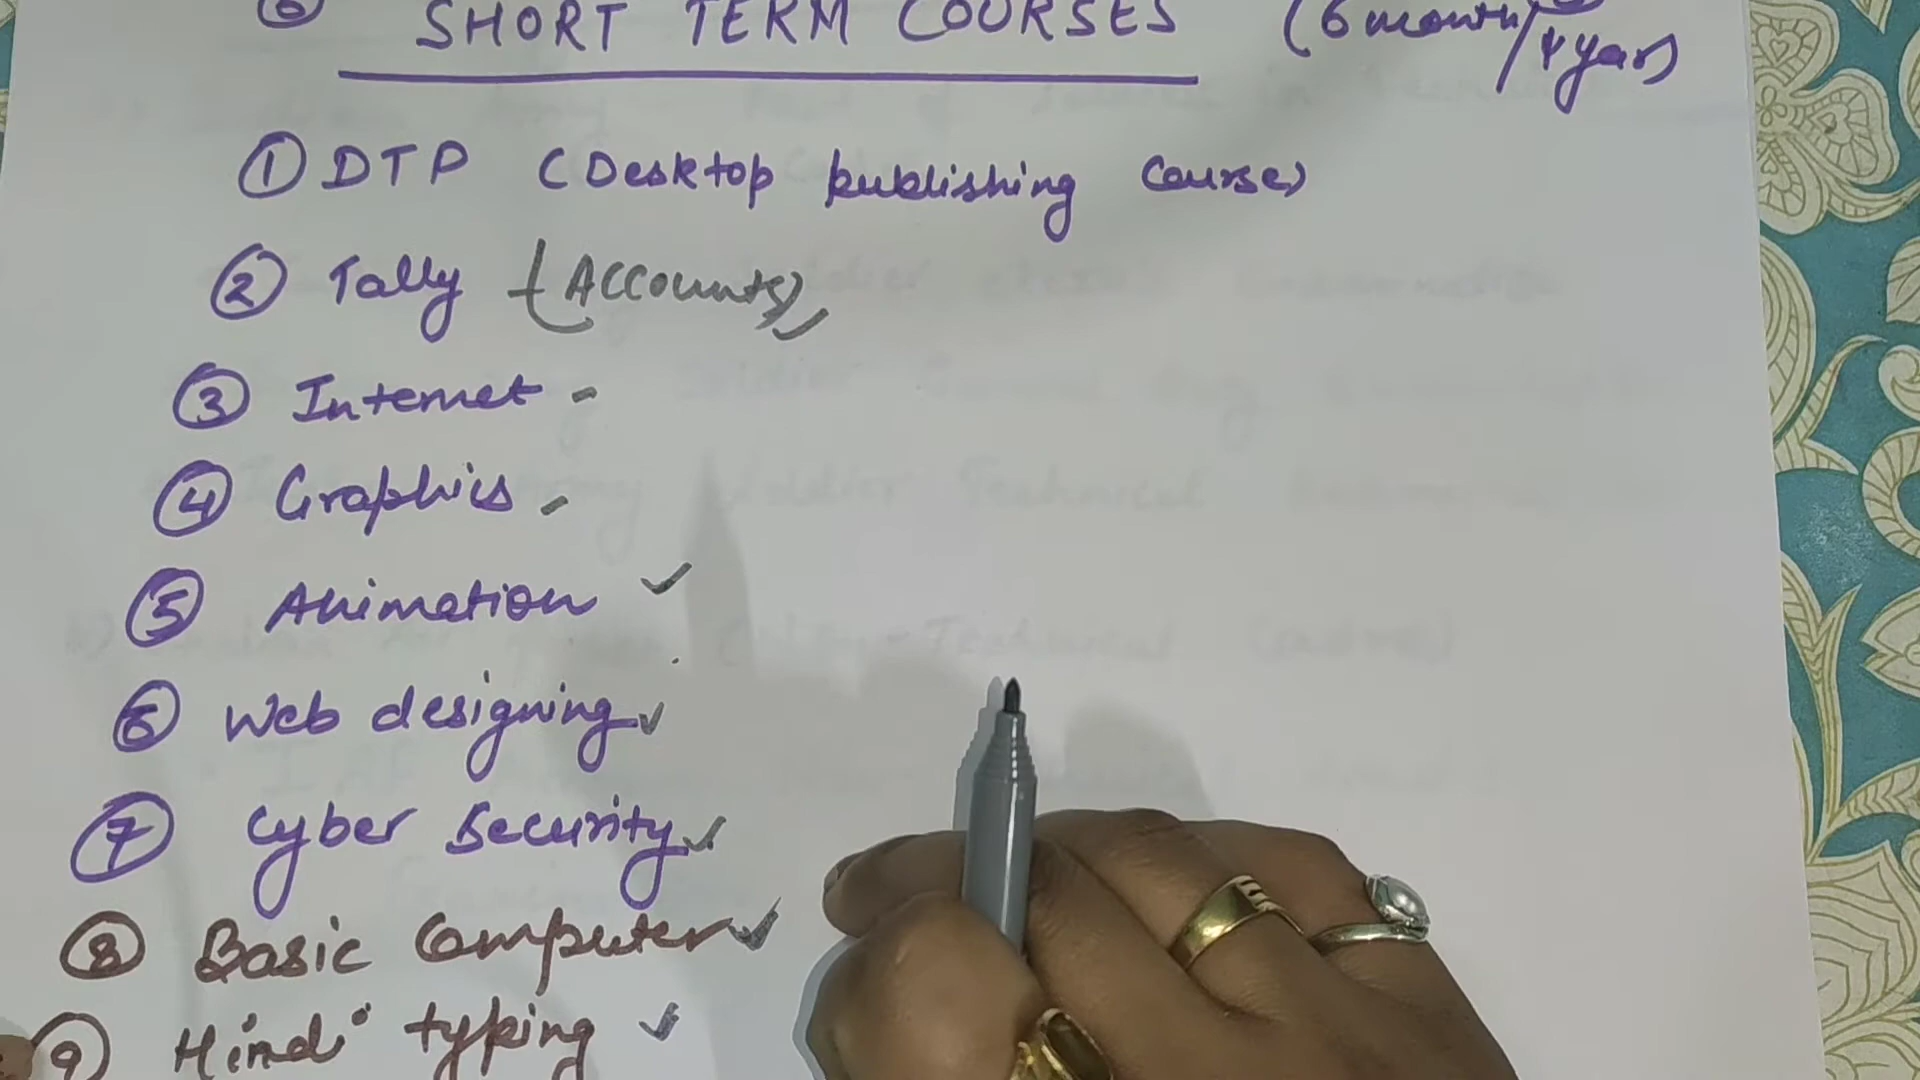 ⑥ SHORT TERM COURSES (6 month/1 year)
① DTP (Desktop publishing Course)
② Tally (Accounts)
③ Internet -
④ Graphics -
⑤ Animation ✓
⑥ Web designing ✓
⑦ Cyber Security ✓
⑧ Basic Computer ✓
⑨ Hindi typing ✓